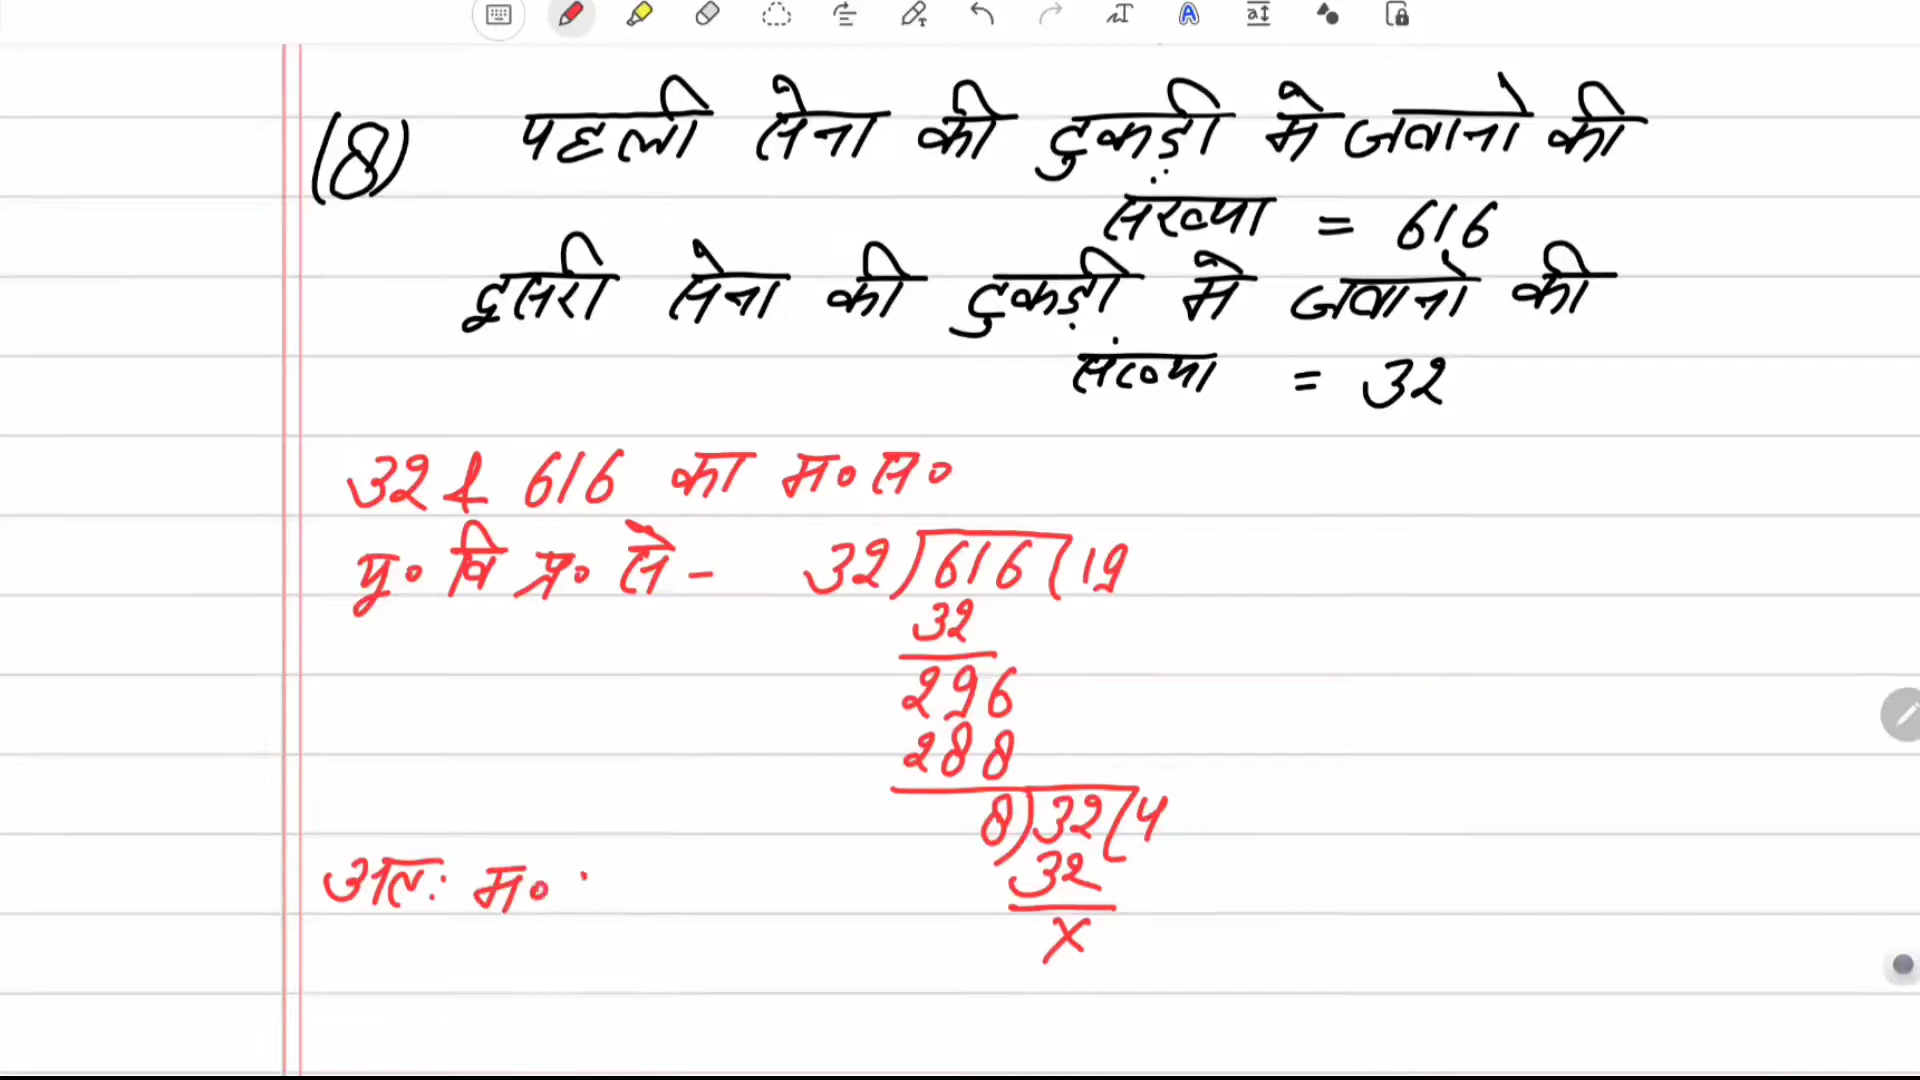 (8) पहली सेना की टुकड़ी मे जवानो की
संख्या = 616
दुसरी सेना की टुकड़ी मे जवानो की
संख्या = 32
32 & 616 का म० स०
यु० वि प्र० से - 32)616(19
32
296
288
8)32(4
32
x
अतः म०